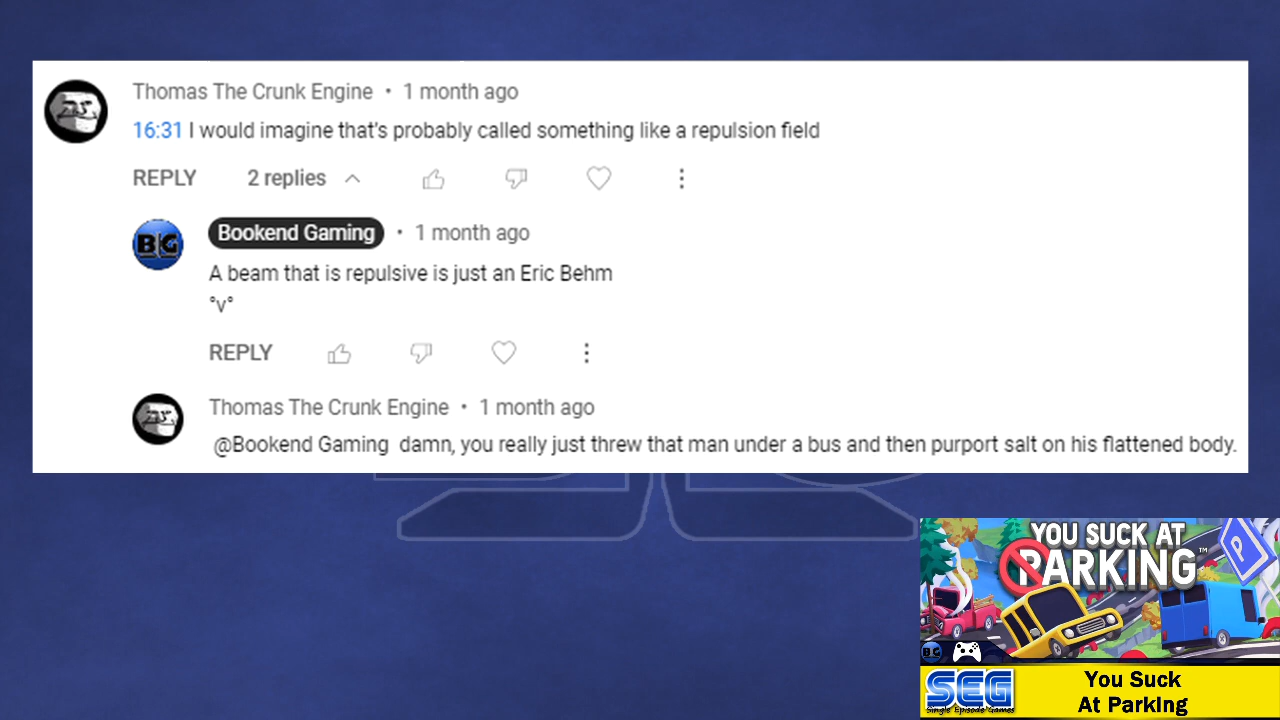 Thomas The Crunk Engine • 1 month ago
16:31 I would imagine that's probably called something like a repulsion field
REPLY 2 replies
BG Bookend Gaming • 1 month ago
A beam that is repulsive is just an Eric Behm
°v°
REPLY
Thomas The Crunk Engine • 1 month ago
@Bookend Gaming damn, you really just threw that man under a bus and then purport salt on his flattened body.
YOU SUCK AT
PARKING™
P
BG
SEG
Single Episode Games
You Suck
At Parking